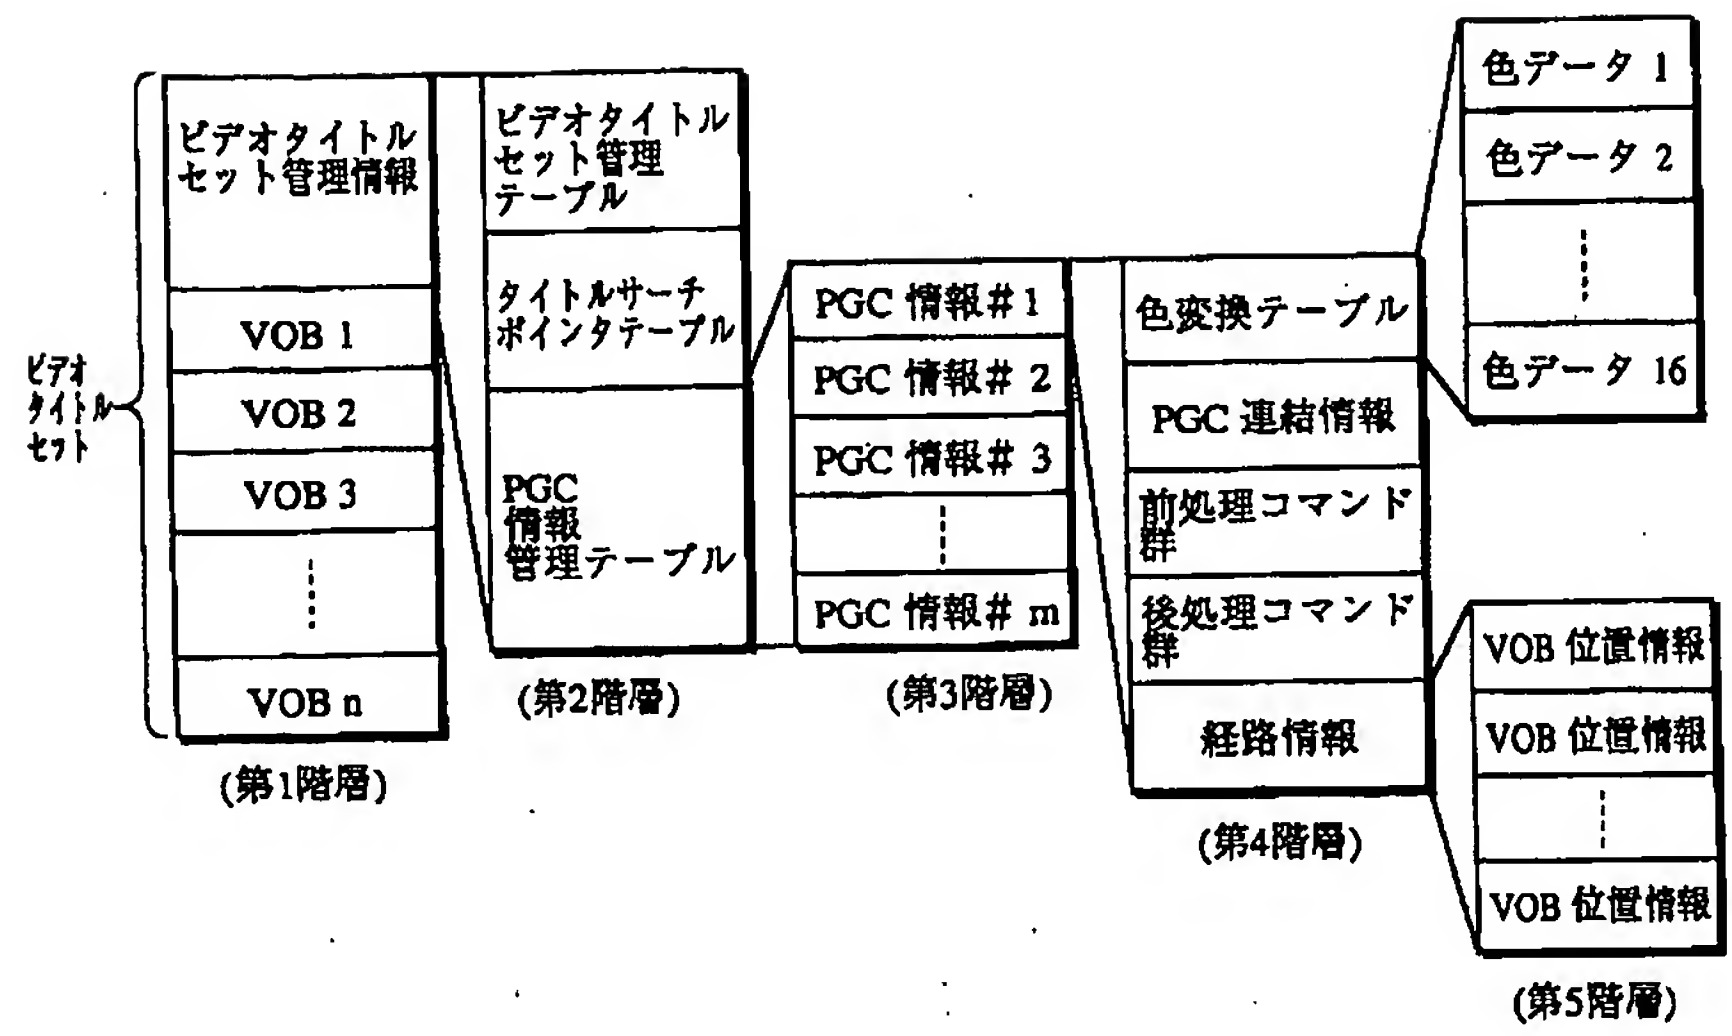 ビデオ
タイトル
セット
ビデオタイトル
セット管理情報
VOB 1
VOB 2
VOB 3
VOB n
(第1階層)
ビデオタイトル
セット管理
テーブル
タイトルサーチ
ポインタテーブル
PGC
情報
管理テーブル
(第2階層)
PGC 情報＃1
PGC 情報＃ 2
PGC 情報＃ 3
PGC 情報＃ m
(第3階層)
色変換テーブル
PGC 連結情報
前処理コマンド
群
後処理コマンド
群
経路情報
(第4階層)
色データ 1
色データ 2
色データ 16
VOB 位置情報
VOB 位置情報
VOB 位置情報
(第5階層)